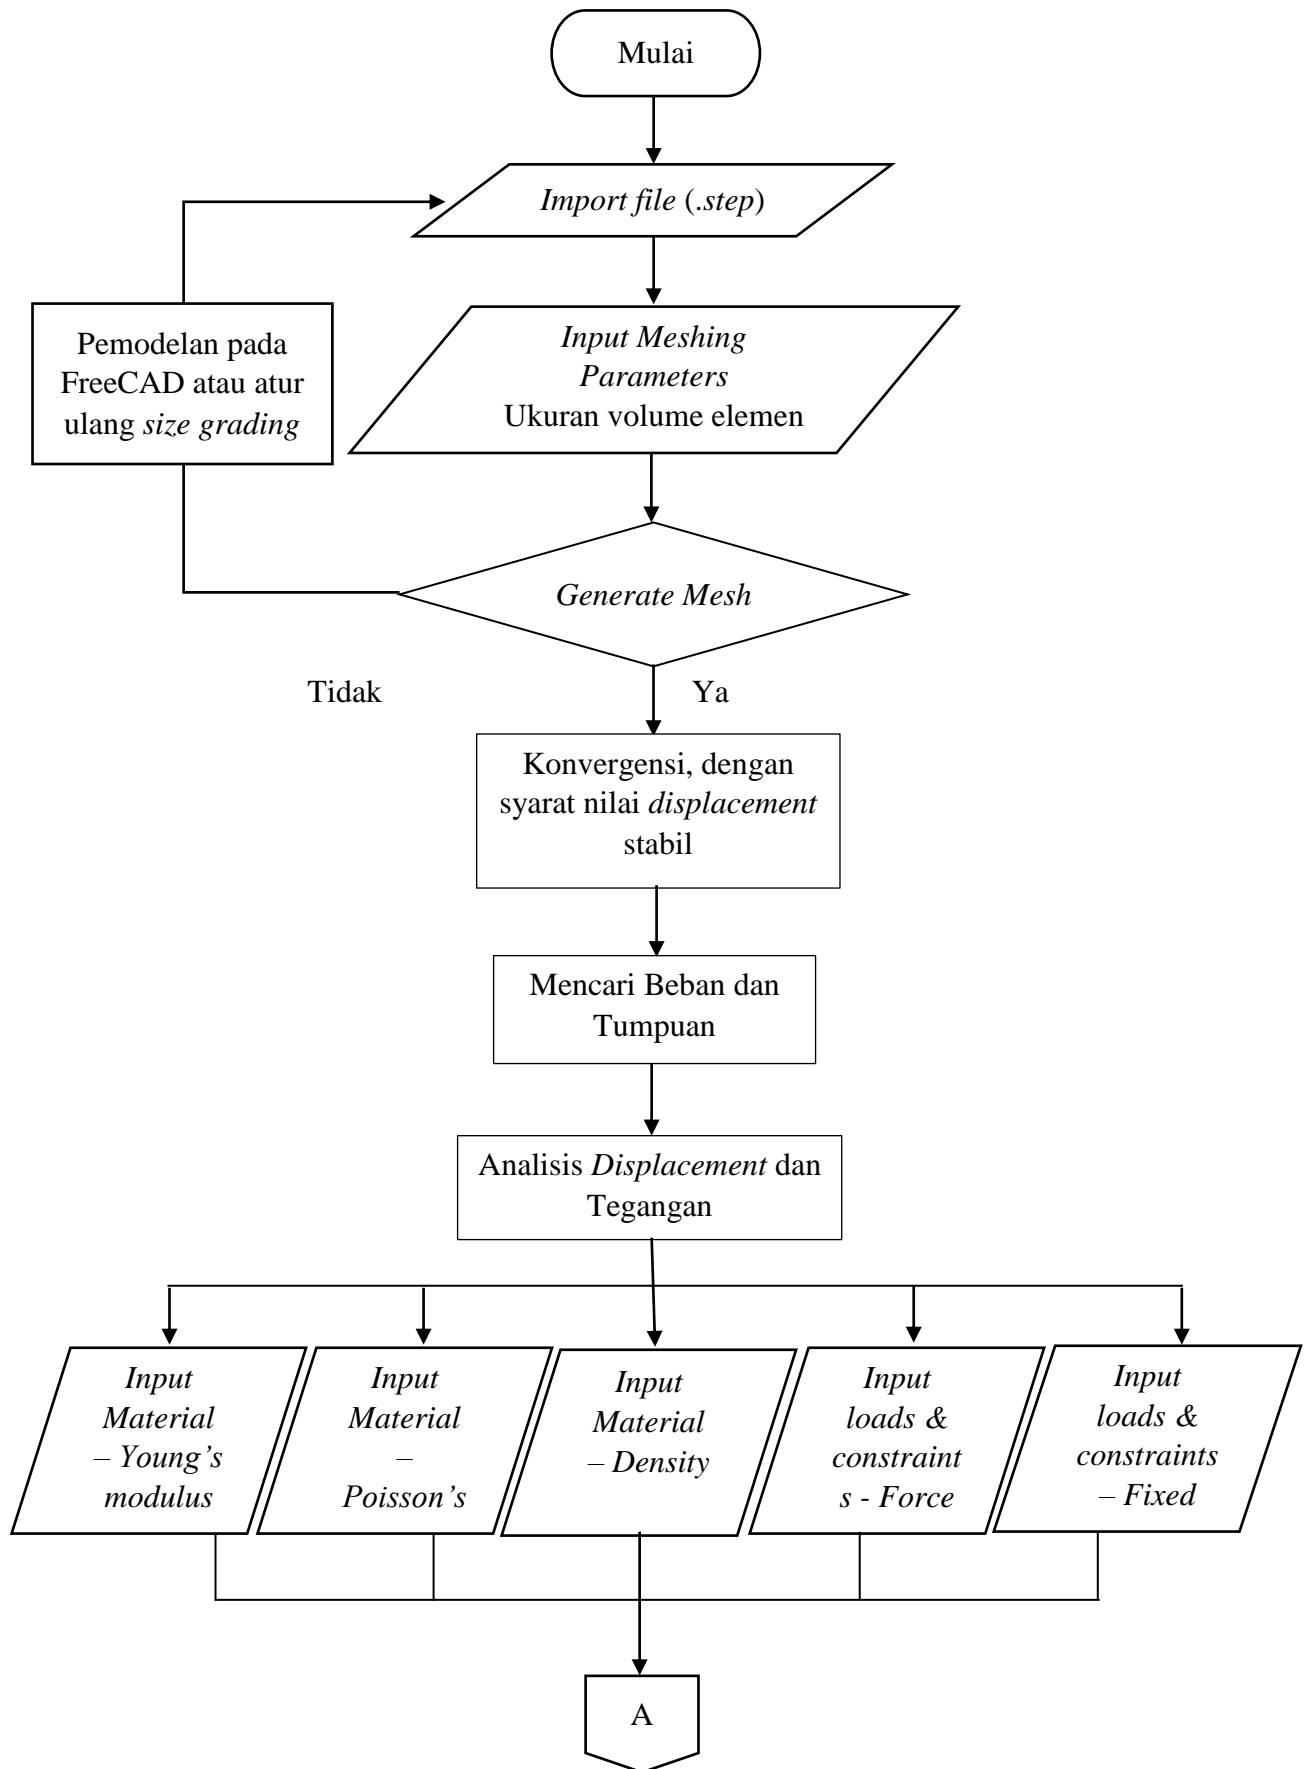 Mulai
Import file (.step)
Pemodelan pada
FreeCAD atau atur
ulang size grading
Input Meshing
Parameters
Ukuran volume elemen
Generate Mesh
Tidak
Ya
Konvergensi, dengan
syarat nilai displacement
stabil
Mencari Beban dan
Tumpuan
Analisis Displacement dan
Tegangan
Input
Material
– Young’s
modulus
Input
Material
–
Poisson’s
Input
Material
– Density
Input
loads &
constraint
s - Force
Input
loads &
constraints
– Fixed
A